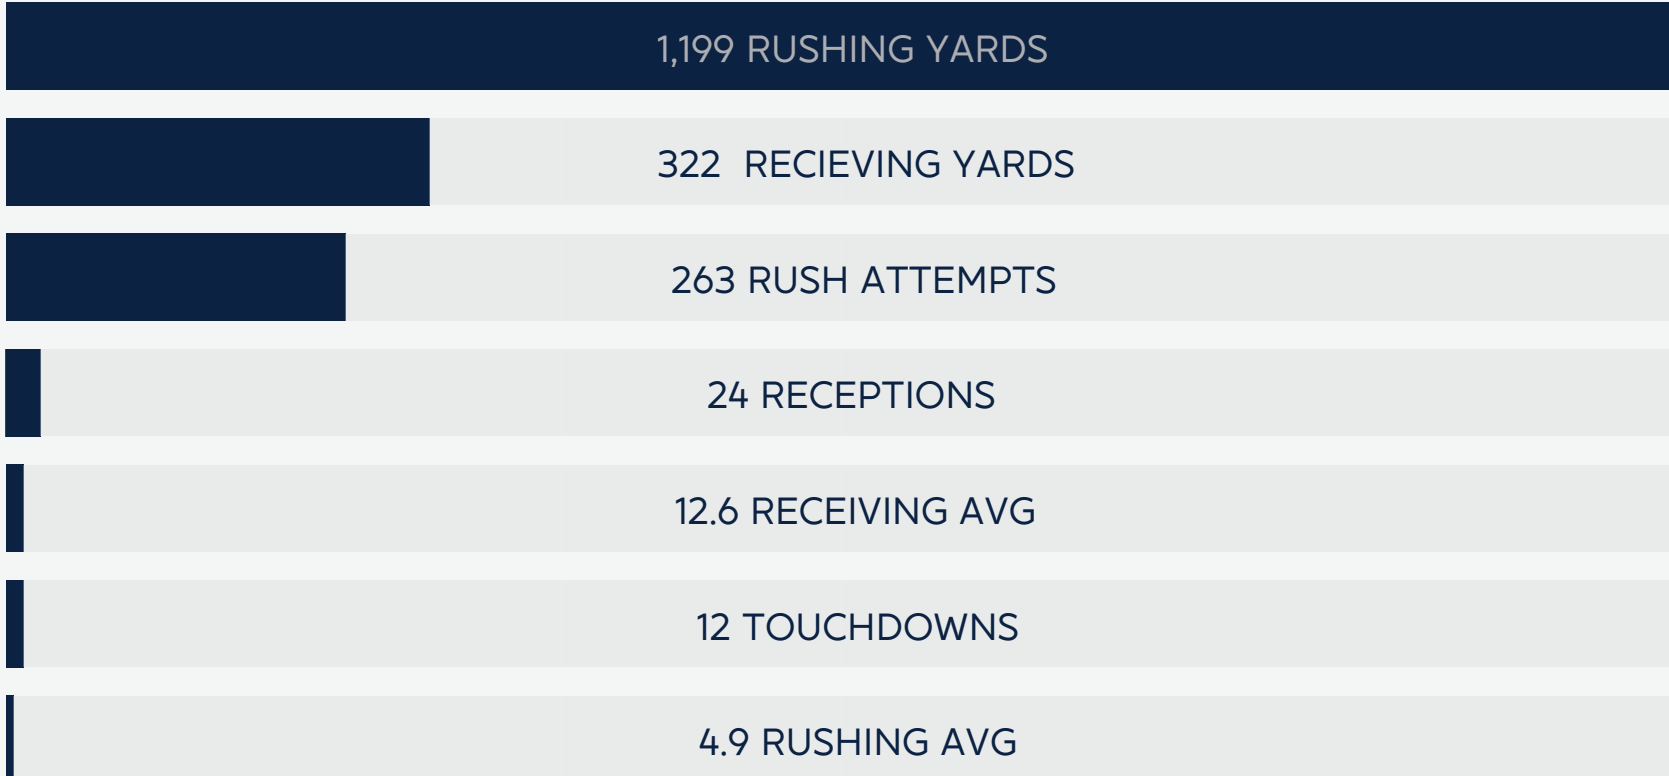 1,199 RUSHING YARDS
322 RECIEVING YARDS
263 RUSH ATTEMPTS
24 RECEPTIONS
12.6 RECEIVING AVG
12 TOUCHDOWNS
4.9 RUSHING AVG